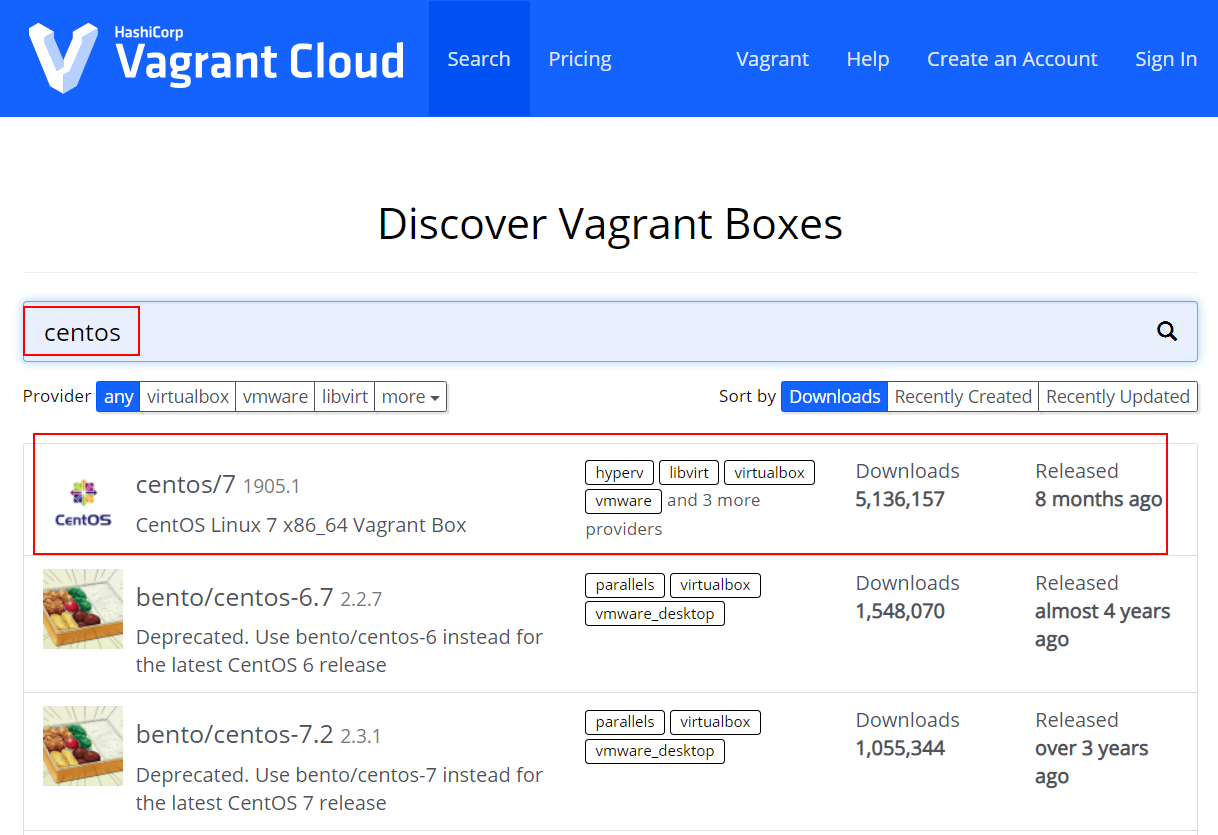 HashiCorp
Vagrant Cloud
Search
Pricing
Vagrant
Help
Create an Account
Sign In
Discover Vagrant Boxes
centos
Provider any virtualbox vmware libvirt more
Sort by Downloads Recently Created Recently Updated
CentOS
centos/7 1905.1
CentOS Linux 7 x86_64 Vagrant Box
hyperv libvirt virtualbox
vmware and 3 more
providers
Downloads
5,136,157
Released
8 months ago
bento/centos-6.7 2.2.7
Deprecated. Use bento/centos-6 instead for
the latest CentOS 6 release
parallels virtualbox
vmware_desktop
Downloads
1,548,070
Released
almost 4 years
ago
bento/centos-7.2 2.3.1
Deprecated. Use bento/centos-7 instead for
the latest CentOS 7 release
parallels virtualbox
vmware_desktop
Downloads
1,055,344
Released
over 3 years
ago